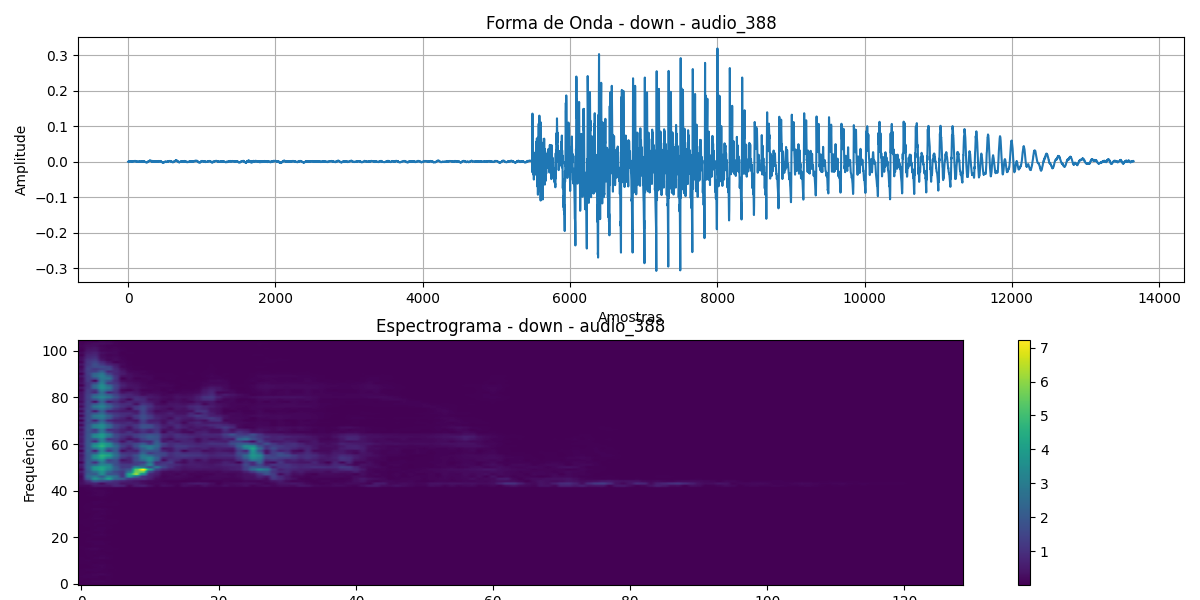 Forma de Onda - down - audio_388
0.3
0.2
0.1
0.0
−0.1
−0.2
−0.3
Amplitude
0 2000 4000 6000 8000 10000 12000 14000
Amostras
Espectrograma - down - audio_388
100
80
60
40
20
0
Frequência
7
6
5
4
3
2
1
0 20 40 60 80 100 120